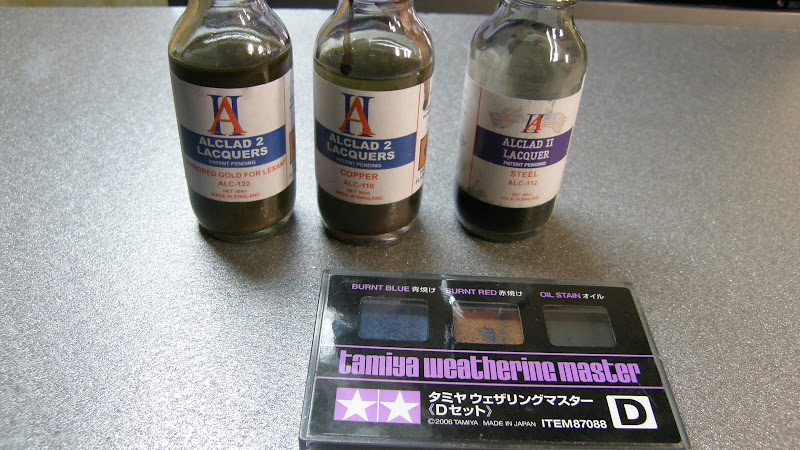 ALCLAD 2
LACQUERS
PATENT PENDING
GOLD FOR LEXAN
ALC-122
MADE IN ENGLAND
ALCLAD 2
LACQUERS
PATENT PENDING
COPPER
ALC-110
MADE IN ENGLAND
ALCLAD II
LACQUER
PATENT PENDING
STEEL
ALC-112
BURNT BLUE 青焼け BURNT RED 赤焼け OIL STAIN オイル
tamiya weathering master
タミヤ ウェザリングマスター
《Dセット》
D
©2006 TAMIYA MADE IN JAPAN ITEM87088